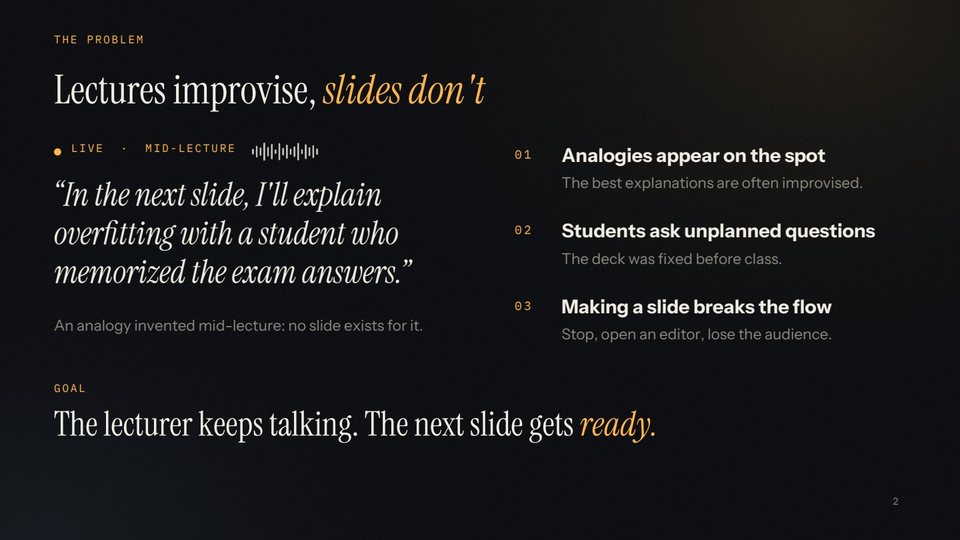 THE PROBLEM
Lectures improvise, slides don't
LIVE · MID-LECTURE
“In the next slide, I'll explain
overfitting with a student who
memorized the exam answers.”
An analogy invented mid-lecture: no slide exists for it.
01 Analogies appear on the spot
The best explanations are often improvised.
02 Students ask unplanned questions
The deck was fixed before class.
03 Making a slide breaks the flow
Stop, open an editor, lose the audience.
GOAL
The lecturer keeps talking. The next slide gets ready.
2